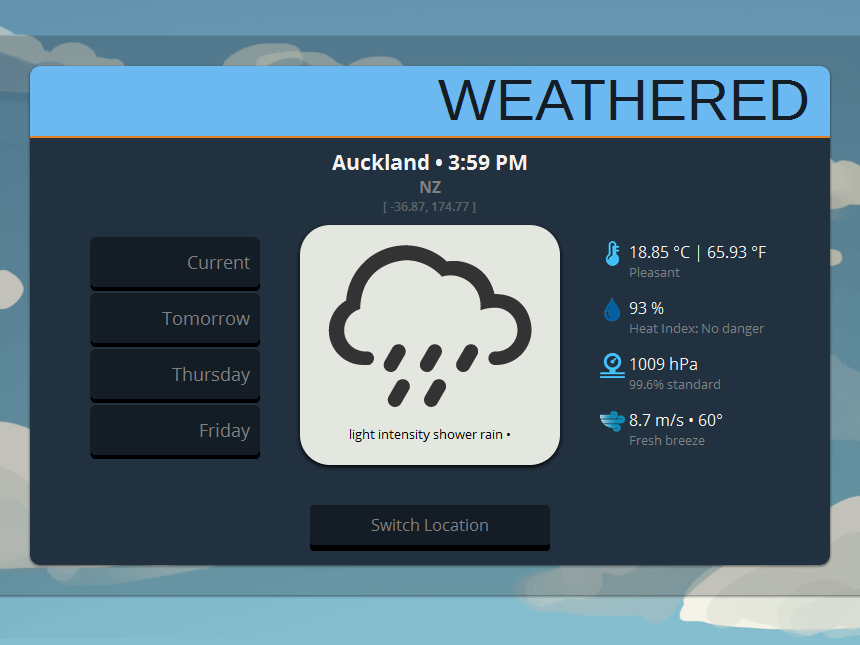 WEATHERED
Auckland • 3:59 PM
NZ
[ -36.87, 174.77 ]
Current
Tomorrow
Thursday
Friday
light intensity shower rain •
18.85 °C | 65.93 °F
Pleasant
93 %
Heat Index: No danger
1009 hPa
99.6% standard
8.7 m/s • 60°
Fresh breeze
Switch Location